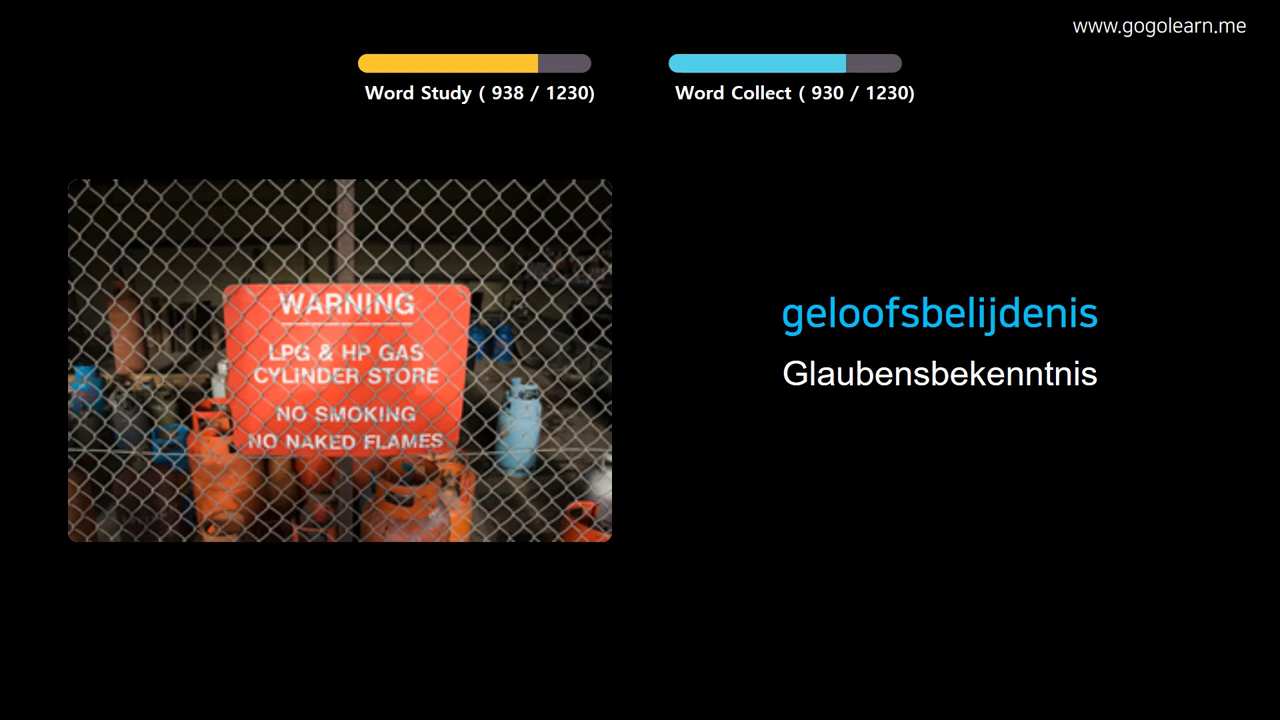 www.gogolearn.me
Word Study ( 938 / 1230)
Word Collect ( 930 / 1230)
WARNING
LPG & HP GAS
CYLINDER STORE
NO SMOKING
NO NAKED FLAMES
geloofsbelijdenis
Glaubensbekenntnis